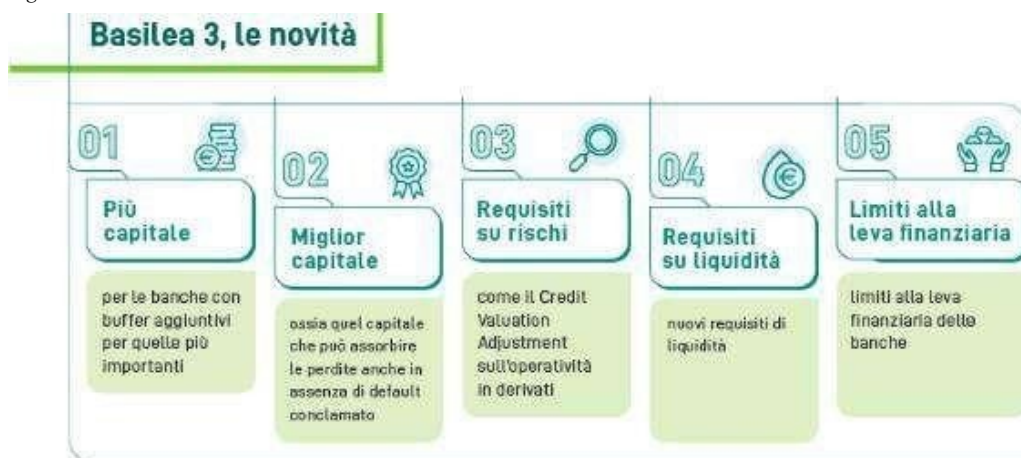 Basilea 3, le novità
01
Più
capitale
per le banche con
buffer aggiuntivi
per quelle più
importanti
02
Miglior
capitale
ossia quel capitale
che può assorbire
le perdite anche in
assenza di default
conclamato
03
Requisiti
su rischi
come il Credit
Valuation
Adjustment
sull'operatività
in derivati
04
Requisiti
su liquidità
nuovi requisiti di
liquidità
05
Limiti alla
leva finanziaria
limiti alla leva
finanziaria delle
banche